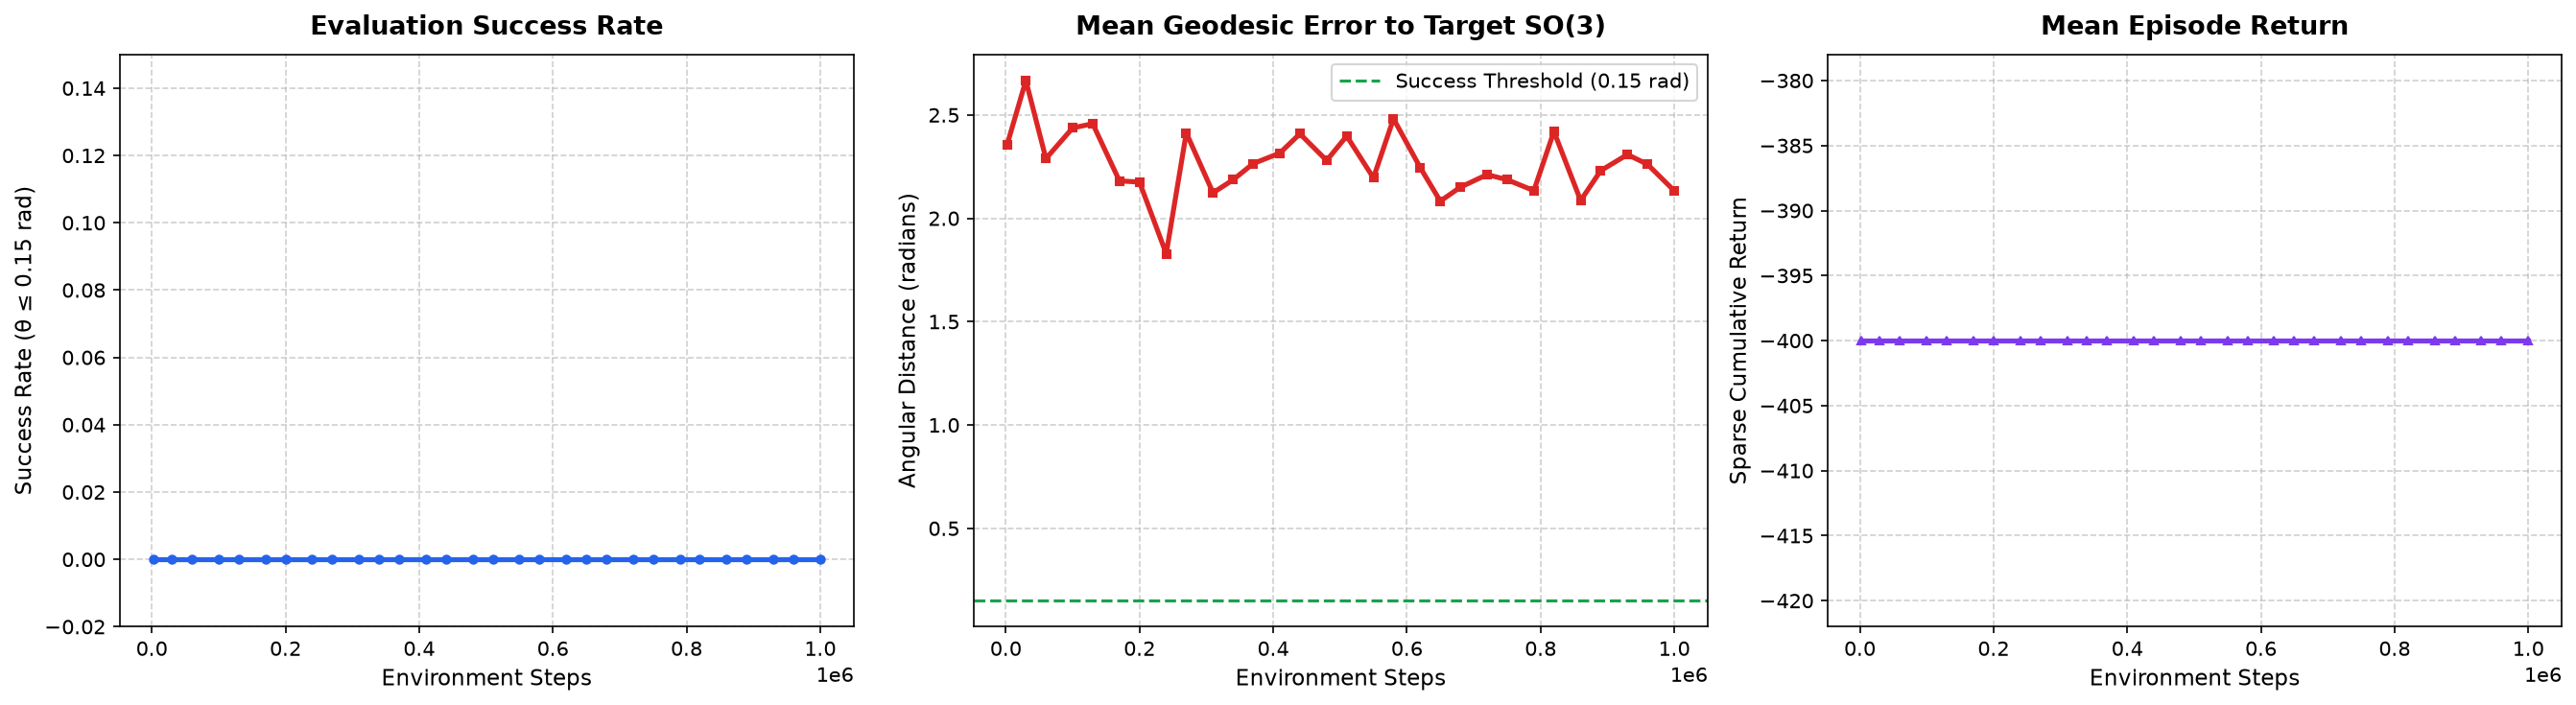 Evaluation Success Rate
Success Rate (θ ≤ 0.15 rad)
0.14
0.12
0.10
0.08
0.06
0.04
0.02
0.00
−0.02
0.0 0.2 0.4 0.6 0.8 1.0
1e6
Environment Steps
Mean Geodesic Error to Target SO(3)
Success Threshold (0.15 rad)
Angular Distance (radians)
2.5
2.0
1.5
1.0
0.5
0.0 0.2 0.4 0.6 0.8 1.0
1e6
Environment Steps
Mean Episode Return
Sparse Cumulative Return
−380
−385
−390
−395
−400
−405
−410
−415
−420
0.0 0.2 0.4 0.6 0.8 1.0
1e6
Environment Steps